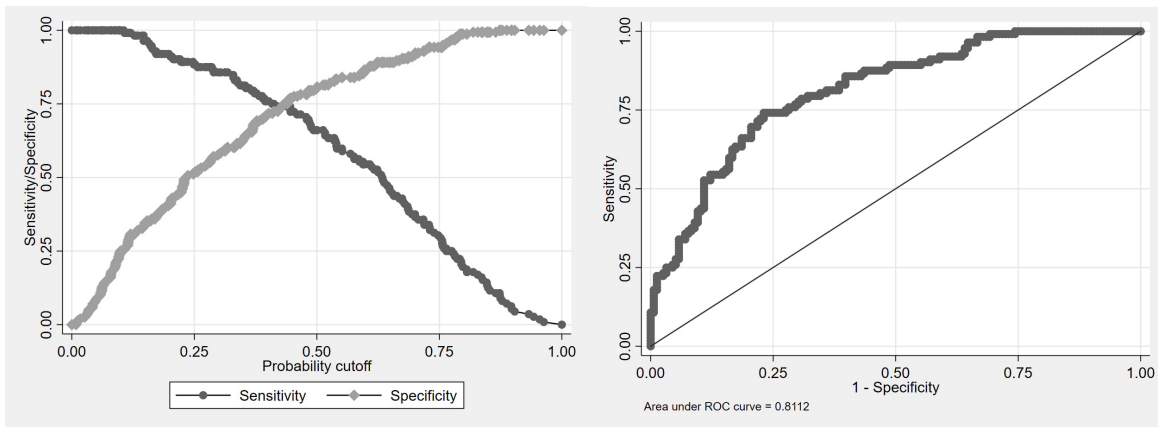 Sensitivity/Specificity
1.00
0.75
0.50
0.25
0.00
0.00 0.25 0.50 0.75 1.00
Probability cutoff
Sensitivity Specificity
Sensitivity
1.00
0.75
0.50
0.25
0.00
0.00 0.25 0.50 0.75 1.00
1 - Specificity
Area under ROC curve = 0.8112